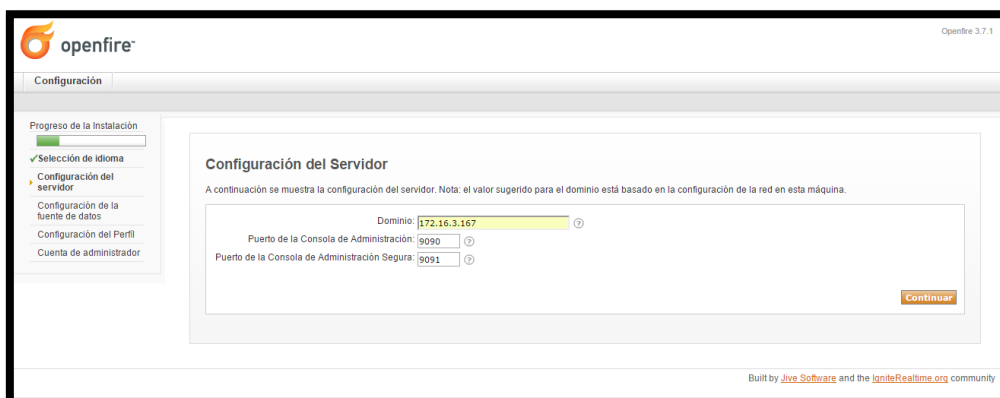 openfire™
Openfire 3.7.1
Configuración
Progreso de la Instalación
Selección de idioma
Configuración del
servidor
Configuración de la
fuente de datos
Configuración del Perfil
Cuenta de administrador
Configuración del Servidor
A continuación se muestra la configuración del servidor. Nota: el valor sugerido para el dominio está basado en la configuración de la red en esta máquina.
Dominio: 172.16.3.167 ?
Puerto de la Consola de Administración: 9090 ?
Puerto de la Consola de Administración Segura: 9091 ?
Continuar
Built by Jive Software and the IgniteRealtime.org community